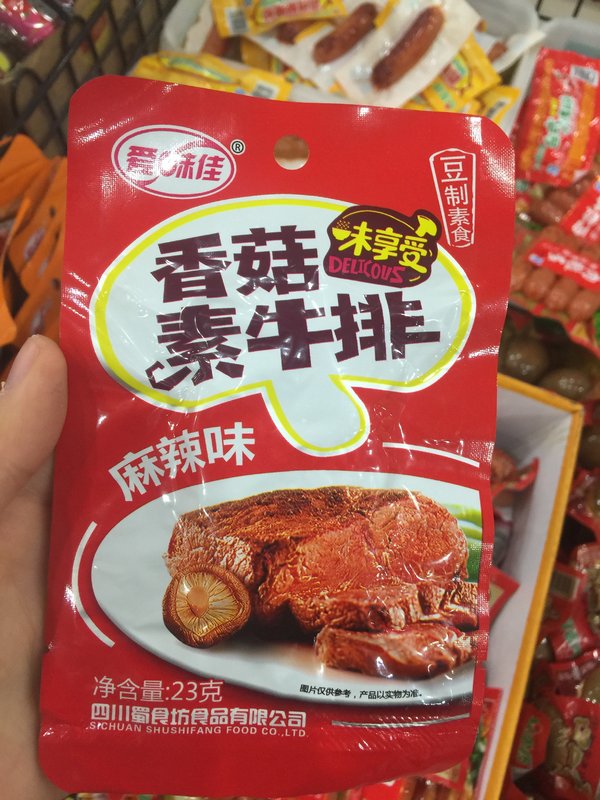 蜀味佳®
豆制素食
味享受
DELICOUS
香菇
素牛排
麻辣味
净含量:23克
图片仅供参考，产品以实物为准。
四川蜀食坊食品有限公司
SICHUAN SHUSHIFANG FOOD CO.,LTD.